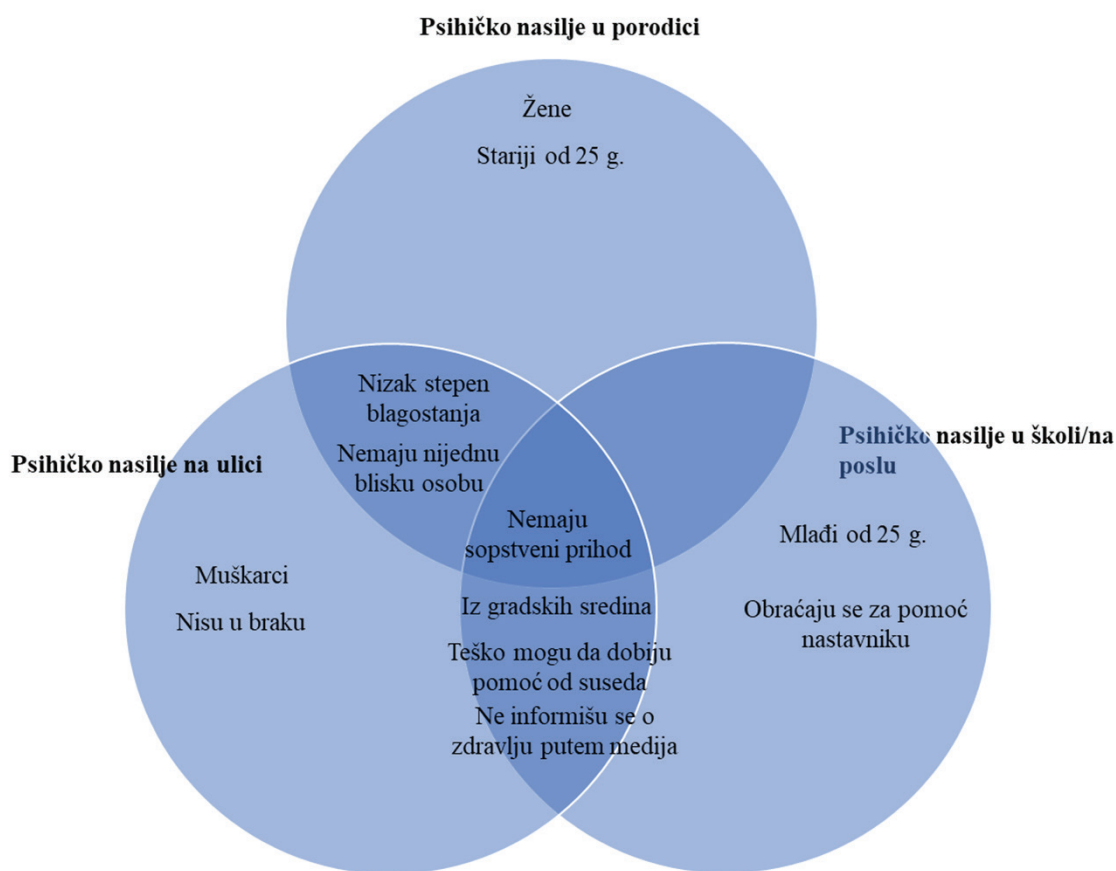 Psihičko nasilje u porodici
Žene
Stariji od 25 g.
Nizak stepen
blagostanja
Nemaju nijednu
blisku osobu
Psihičko nasilje na ulici
Psihičko nasilje u školi/na
poslu
Nemaju
sopstveni prihod
Mlađi od 25 g.
Muškarci
Nisu u braku
Iz gradskih sredina
Obraćaju se za pomoć
nastavniku
Teško mogu da dobiju
pomoć od suseda
Ne informišu se o
zdravlju putem medija